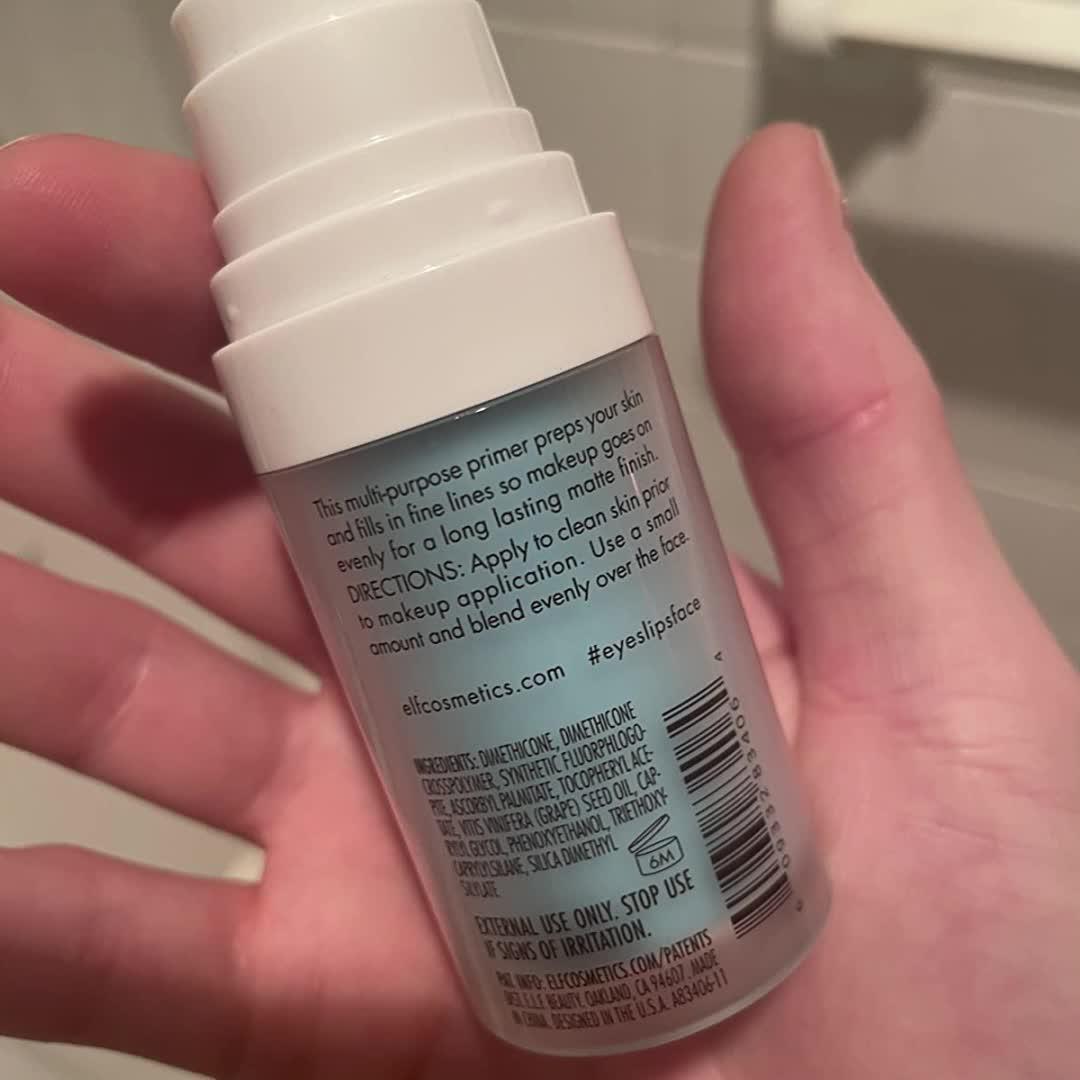 This multi-purpose primer preps your skin
and fills in fine lines so makeup goes on
evenly for a long lasting matte finish.
DIRECTIONS: Apply to clean skin prior
to makeup application. Use a small
amount and blend evenly over the face.
elfcosmetics.com #eyeslipsface
INGREDIENTS: DIMETHICONE, DIMETHICONE
CROSSPOLYMER, SYNTHETIC FLUORPHLOGO-
PITE, ASCORBYL PALMITATE, TOCOPHERYL ACE-
TATE, VITIS VINIFERA (GRAPE) SEED OIL, CAP-
RYLYL GLYCOL, PHENOXYETHANOL, TRIETHOXY-
CAPRYLYLSILANE, SILICA DIMETHYL
SILYLATE.
6M
EXTERNAL USE ONLY. STOP USE
IF SIGNS OF IRRITATION.
PAT. INFO: ELFCOSMETICS.COM/PATENTS
DIST. E.L.F. BEAUTY, OAKLAND, CA 94607. MADE
IN CHINA. DESIGNED IN THE U.S.A. A83406-11
6 09332 83406 4